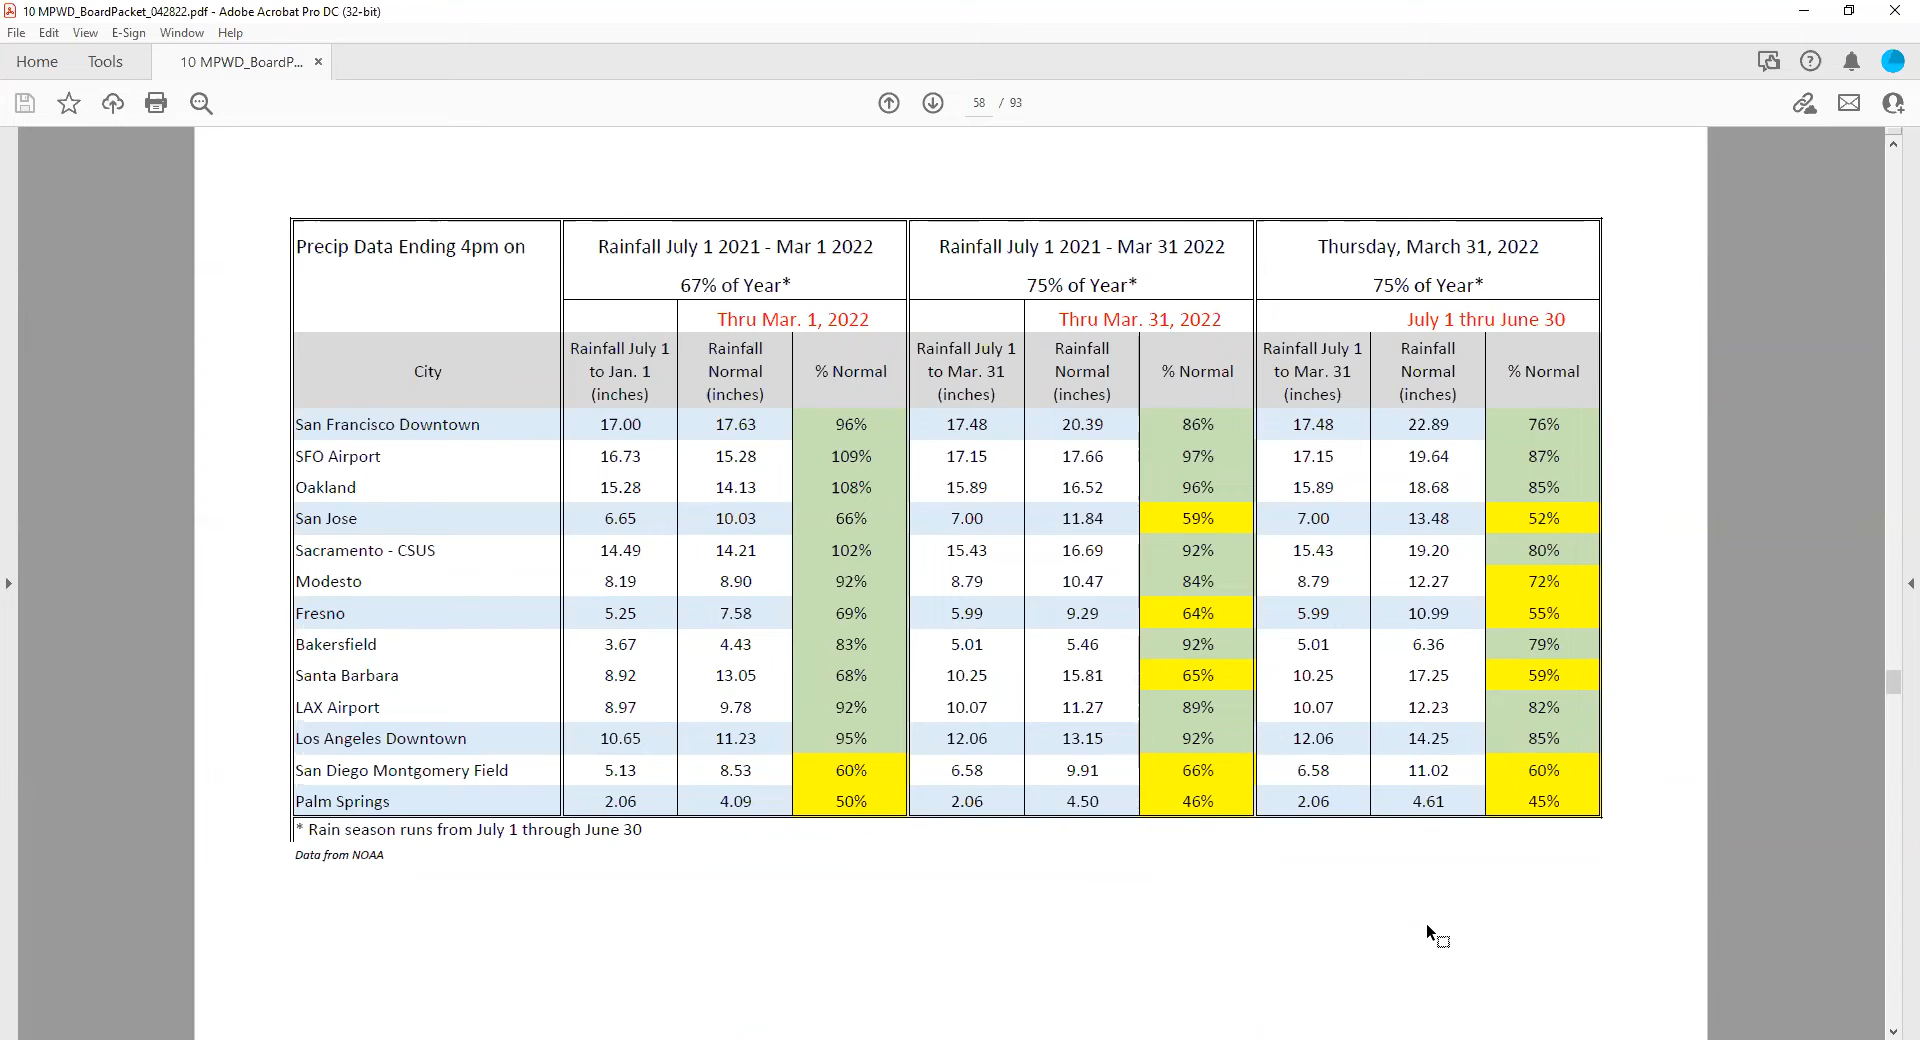 10 MPWD_BoardPacket_042822.pdf - Adobe Acrobat Pro DC (32-bit)
File Edit View E-Sign Window Help
Home Tools 10 MPWD_BoardP... ×
58 / 93
Precip Data Ending 4pm on Rainfall July 1 2021 - Mar 1 2022 Rainfall July 1 2021 - Mar 31 2022 Thursday, March 31, 2022
67% of Year* 75% of Year* 75% of Year*
Thru Mar. 1, 2022 Thru Mar. 31, 2022 July 1 thru June 30
Rainfall July 1 Rainfall Rainfall July 1 Rainfall Rainfall July 1 Rainfall
City to Jan. 1 Normal % Normal to Mar. 31 Normal % Normal to Mar. 31 Normal % Normal
(inches) (inches) (inches) (inches) (inches) (inches)
San Francisco Downtown 17.00 17.63 96% 17.48 20.39 86% 17.48 22.89 76%
SFO Airport 16.73 15.28 109% 17.15 17.66 97% 17.15 19.64 87%
Oakland 15.28 14.13 108% 15.89 16.52 96% 15.89 18.68 85%
San Jose 6.65 10.03 66% 7.00 11.84 59% 7.00 13.48 52%
Sacramento - CSUS 14.49 14.21 102% 15.43 16.69 92% 15.43 19.20 80%
Modesto 8.19 8.90 92% 8.79 10.47 84% 8.79 12.27 72%
Fresno 5.25 7.58 69% 5.99 9.29 64% 5.99 10.99 55%
Bakersfield 3.67 4.43 83% 5.01 5.46 92% 5.01 6.36 79%
Santa Barbara 8.92 13.05 68% 10.25 15.81 65% 10.25 17.25 59%
LAX Airport 8.97 9.78 92% 10.07 11.27 89% 10.07 12.23 82%
Los Angeles Downtown 10.65 11.23 95% 12.06 13.15 92% 12.06 14.25 85%
San Diego Montgomery Field 5.13 8.53 60% 6.58 9.91 66% 6.58 11.02 60%
Palm Springs 2.06 4.09 50% 2.06 4.50 46% 2.06 4.61 45%
* Rain season runs from July 1 through June 30
Data from NOAA